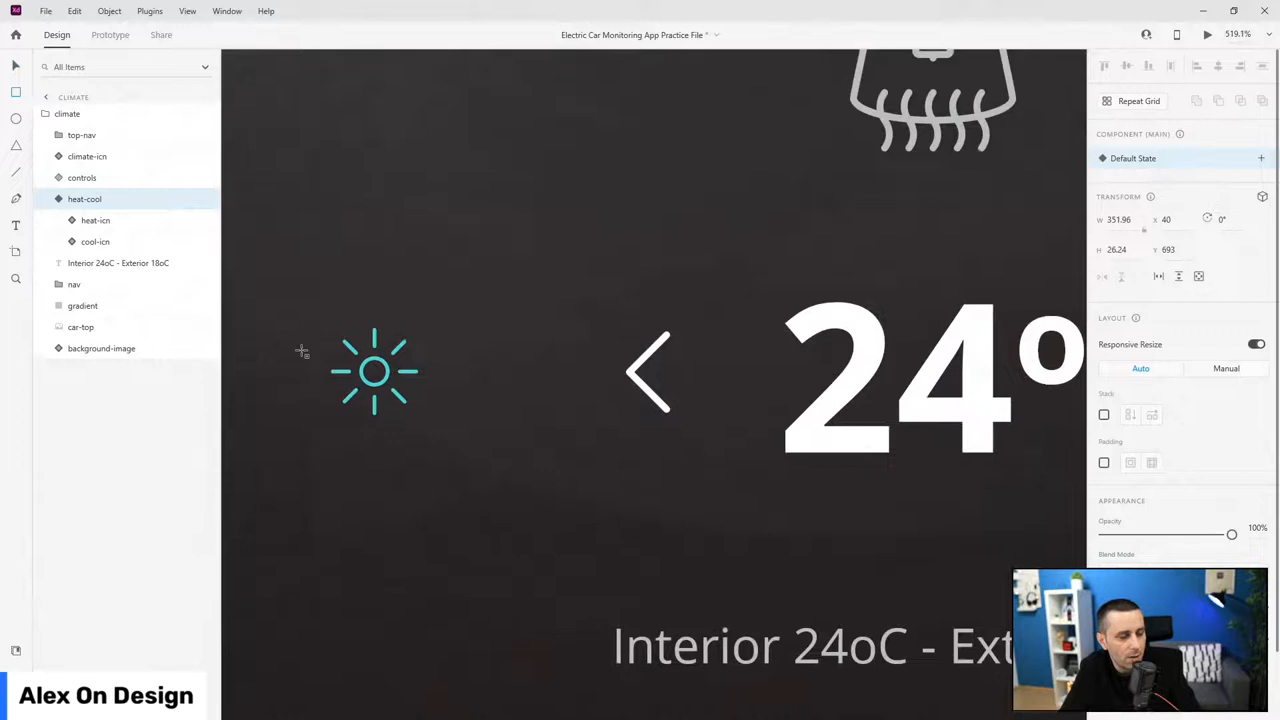 Xd File Edit Object Plugins View Window Help
Design Prototype Share
Electric Car Monitoring App Practice File *
519.1%
All Items
CLIMATE
climate
top-nav
climate-icn
controls
heat-cool
heat-icn
cool-icn
Interior 24oC - Exterior 18oC
nav
gradient
car-top
background-image
24º
Interior 24oC - Ext
Repeat Grid
COMPONENT (MAIN)
Default State
TRANSFORM
W 351.96 X 40 0°
H 26.24 Y 693
LAYOUT
Responsive Resize
Auto Manual
Stack
Padding
APPEARANCE
Opacity
100%
Blend Mode
Alex On Design